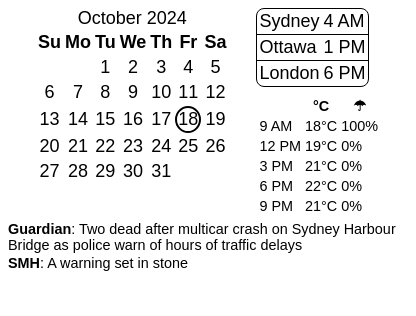 October 2024
Su Mo Tu We Th Fr Sa
1 2 3 4 5
6 7 8 9 10 11 12
13 14 15 16 17 18 19
20 21 22 23 24 25 26
27 28 29 30 31
Sydney 4 AM
Ottawa 1 PM
London 6 PM
°C ☂
9 AM 18°C 100%
12 PM 19°C 0%
3 PM 21°C 0%
6 PM 22°C 0%
9 PM 21°C 0%
Guardian: Two dead after multicar crash on Sydney Harbour
Bridge as police warn of hours of traffic delays
SMH: A warning set in stone